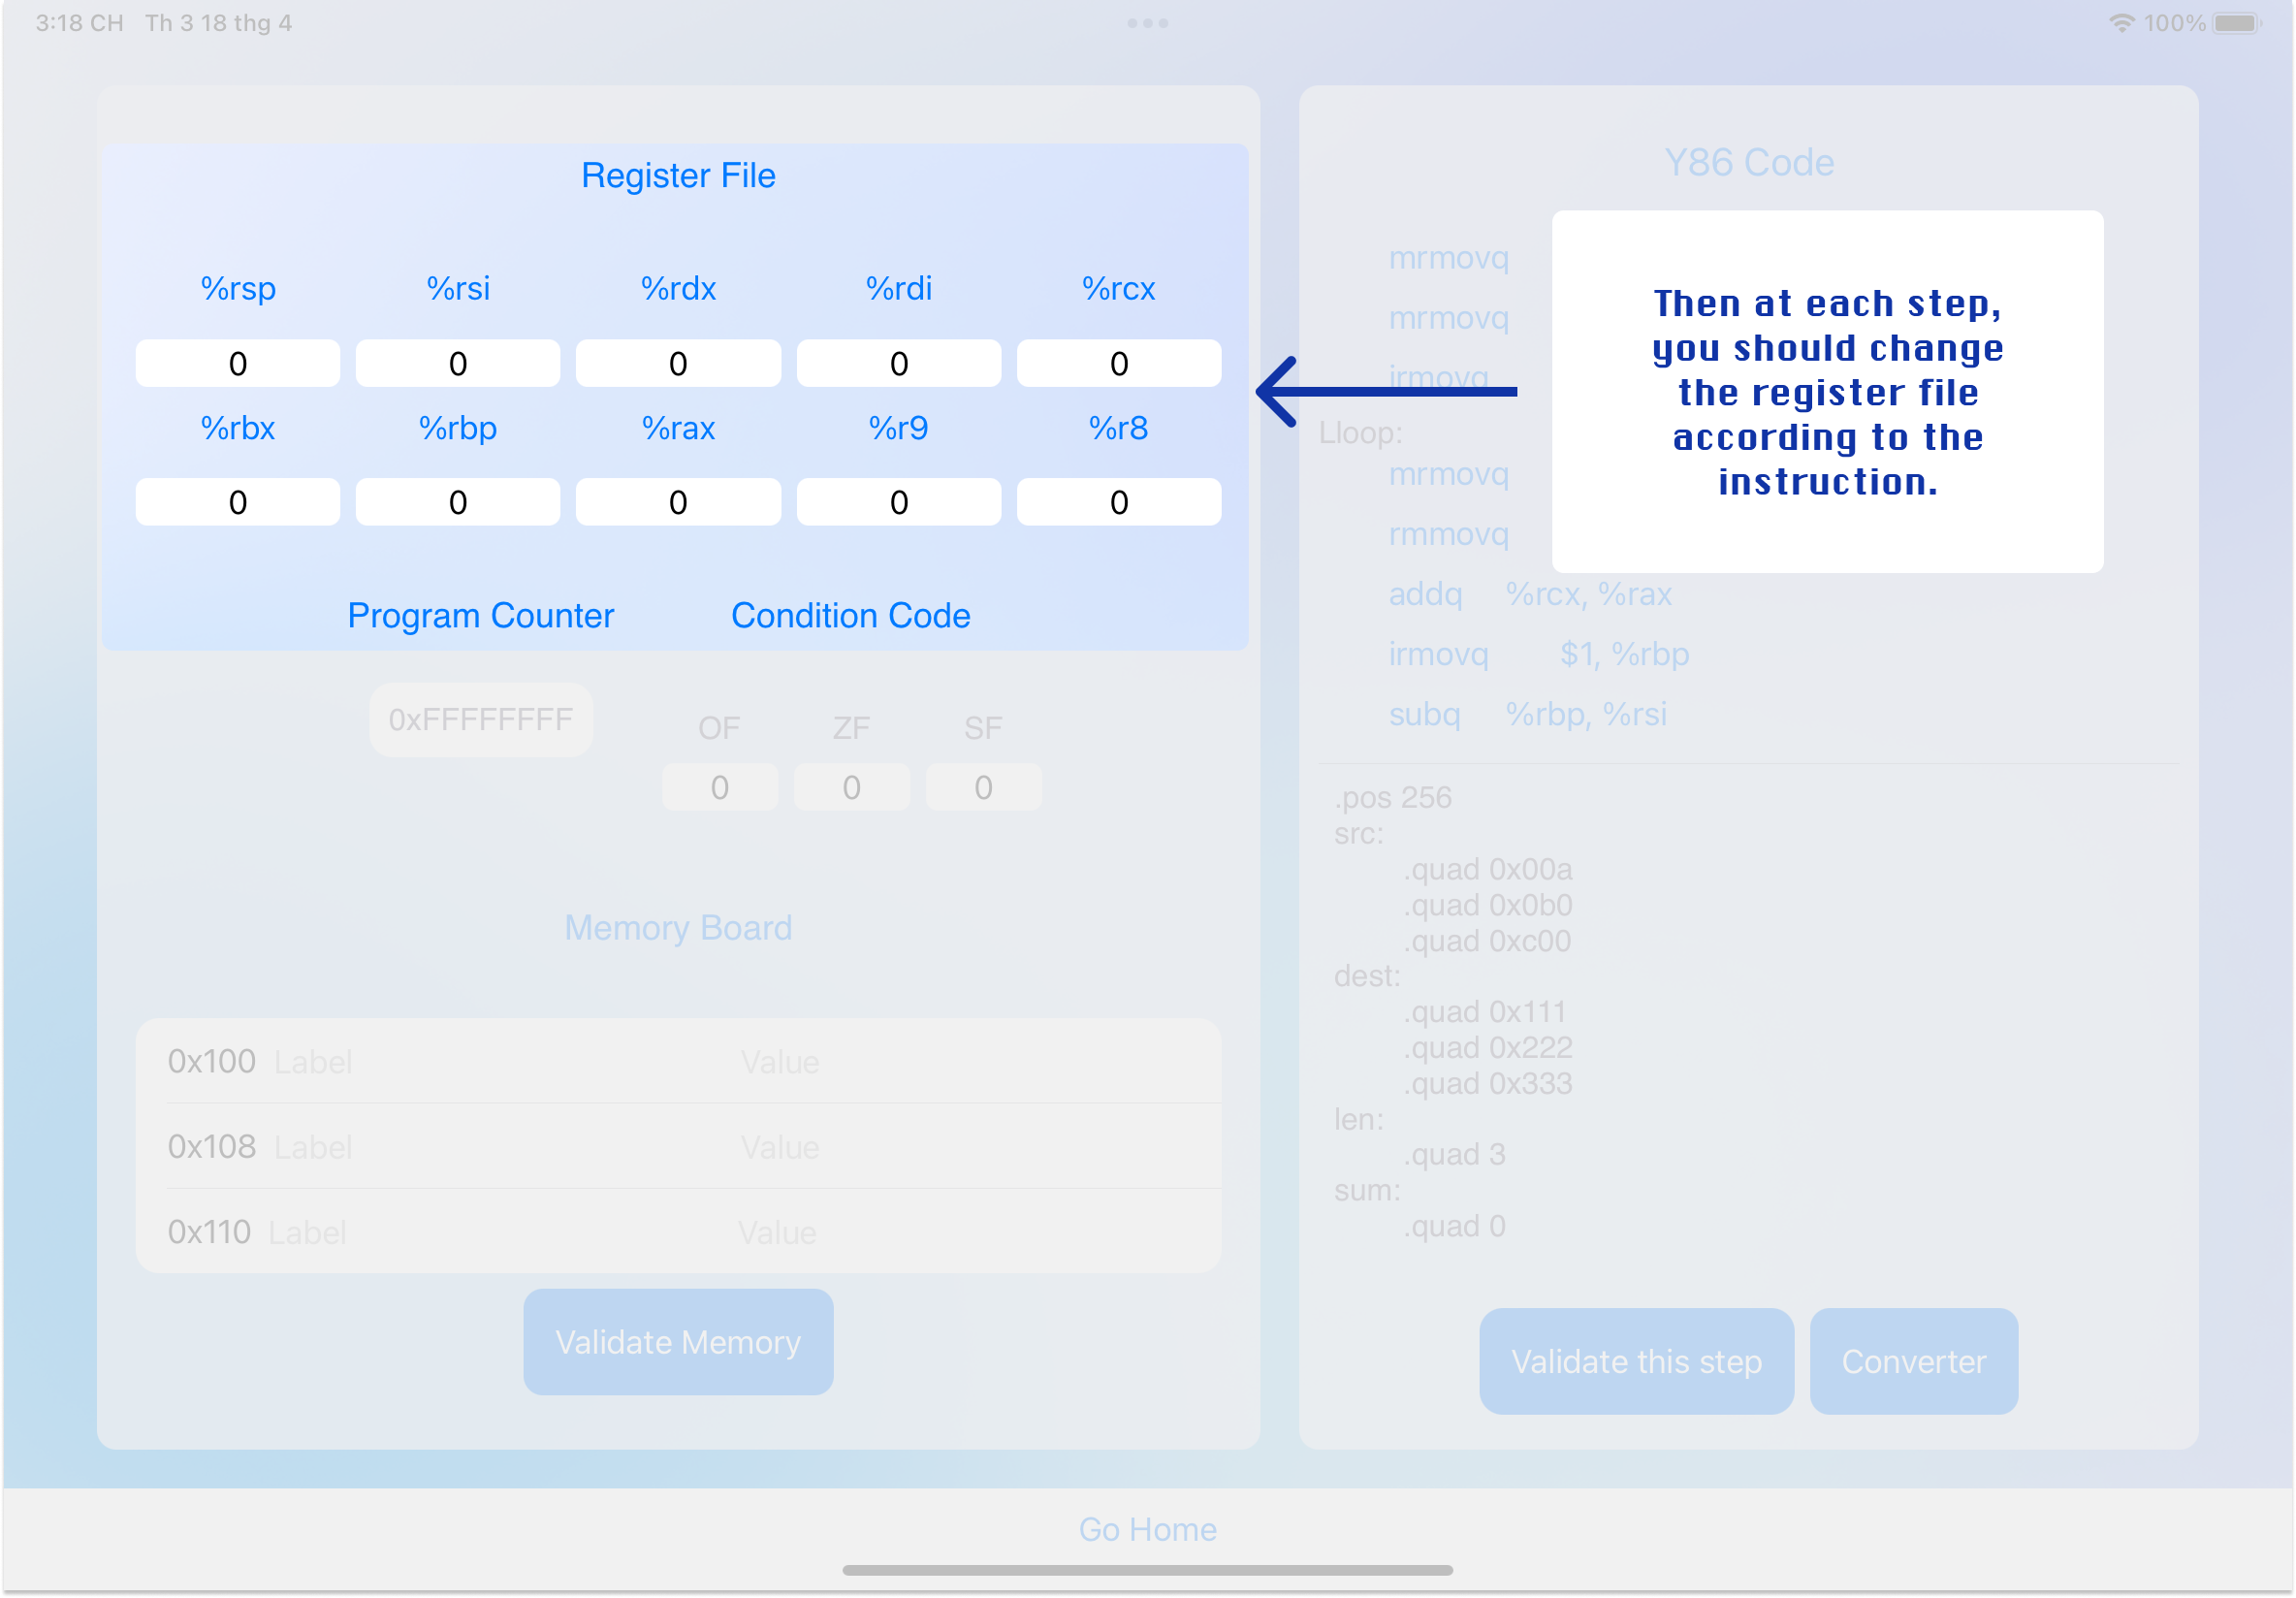 3:18 CH Th 3 18 thg 4
100%
Register File
%rsp %rsi %rdx %rdi %rcx
0 0 0 0 0
%rbx %rbp %rax %r9 %r8
0 0 0 0 0
Program Counter Condition Code
0xFFFFFFFF
OF ZF SF
0 0 0
Memory Board
0x100 Label Value
0x108 Label Value
0x110 Label Value
Validate Memory
Y86 Code
mrmovq
mrmovq
irmovq
Lloop:
mrmovq
rmmovq
addq %rcx, %rax
irmovq $1, %rbp
subq %rbp, %rsi
Then at each step,
you should change
the register file
according to the
instruction.
.pos 256
src:
.quad 0x00a
.quad 0x0b0
.quad 0xc00
dest:
.quad 0x111
.quad 0x222
.quad 0x333
len:
.quad 3
sum:
.quad 0
Validate this step Converter
Go Home